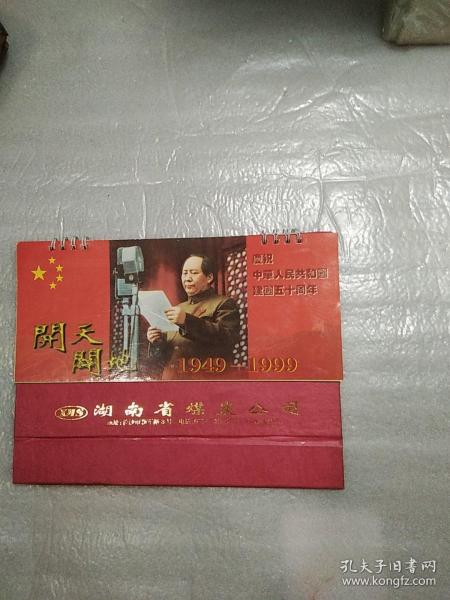 慶祝
中華人民共和國
建國五十周年
開天
闢地
1949－1999
湖南省煤炭公司
孔夫子旧书网
www.kongfz.com